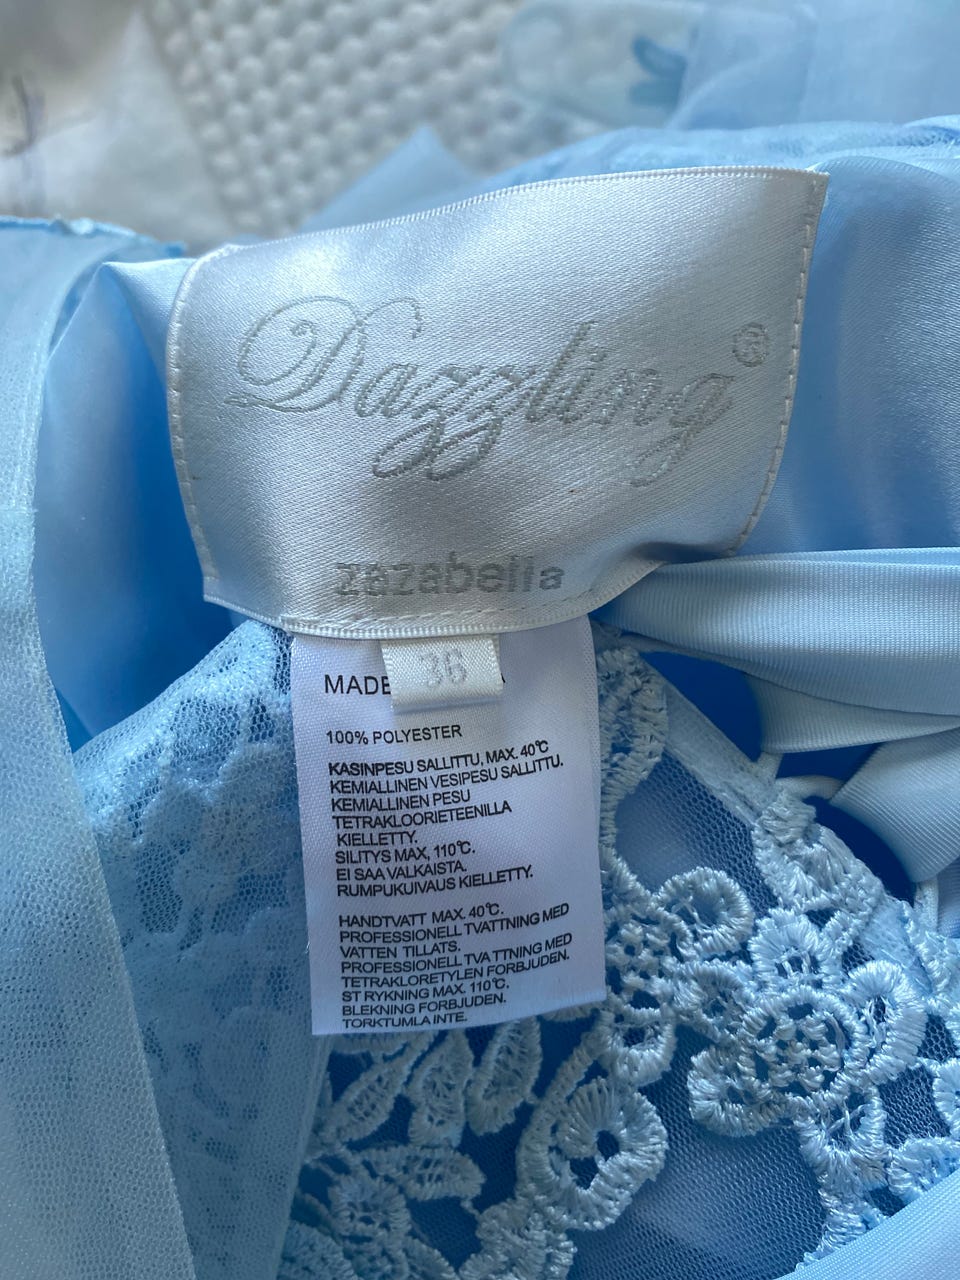 Dazzling®
zazabella
36
MADE
100% POLYESTER
KASINPESU SALLITTU, MAX. 40℃
KEMIALLINEN VESIPESU SALLITTU.
KEMIALLINEN PESU
TETRAKLOORIETEENILLA
KIELLETTY.
SILITYS MAX, 110℃.
EI SAA VALKAISTA.
RUMPUKUIVAUS KIELLETTY.
HANDTVATT MAX. 40℃.
PROFESSIONELL TVATTNING MED
VATTEN TILLATS.
PROFESSIONELL TVATTNING MED
TETRAKLORETYLEN FORBJUDEN.
ST RYKNING MAX. 110℃.
BLEKNING FORBJUDEN.
TORKTUMLA INTE.